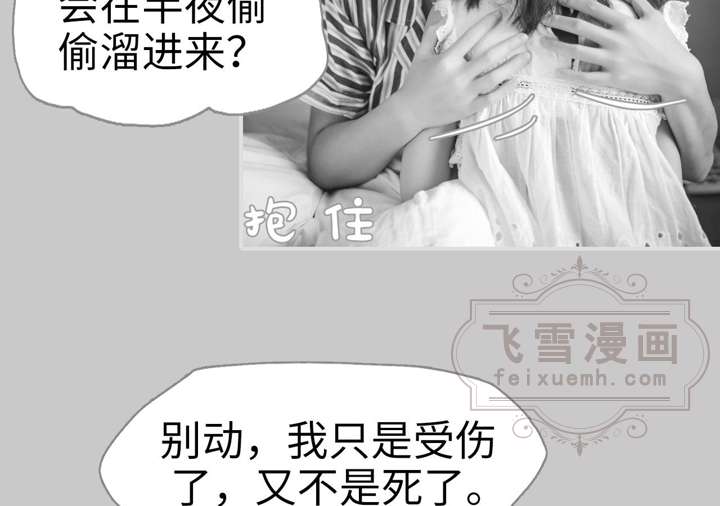 会在半夜偷
偷溜进来？
抱住
飞雪漫画
feixuemh.com
别动，我只是受伤
了，又不是死了。